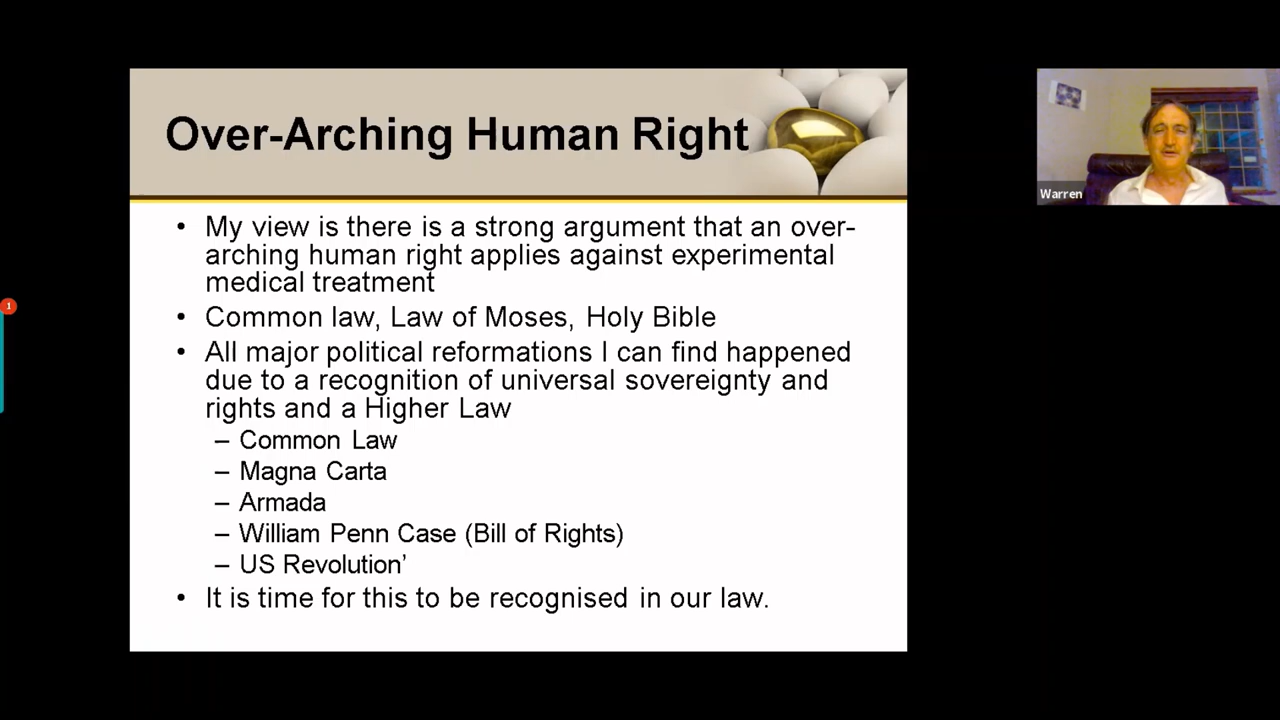 Over-Arching Human Right
• My view is there is a strong argument that an over-
arching human right applies against experimental
medical treatment
• Common law, Law of Moses, Holy Bible
• All major political reformations I can find happened
due to a recognition of universal sovereignty and
rights and a Higher Law
– Common Law
– Magna Carta
– Armada
– William Penn Case (Bill of Rights)
– US Revolution’
• It is time for this to be recognised in our law.
Warren
1